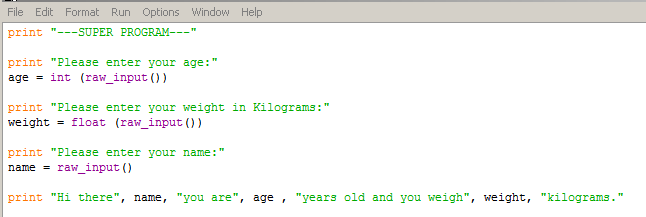 File Edit Format Run Options Window Help
print "---SUPER PROGRAM---"
print "Please enter your age:"
age = int (raw_input())
print "Please enter your weight in Kilograms:"
weight = float (raw_input())
print "Please enter your name:"
name = raw_input()
print "Hi there", name, "you are", age , "years old and you weigh", weight, "kilograms."